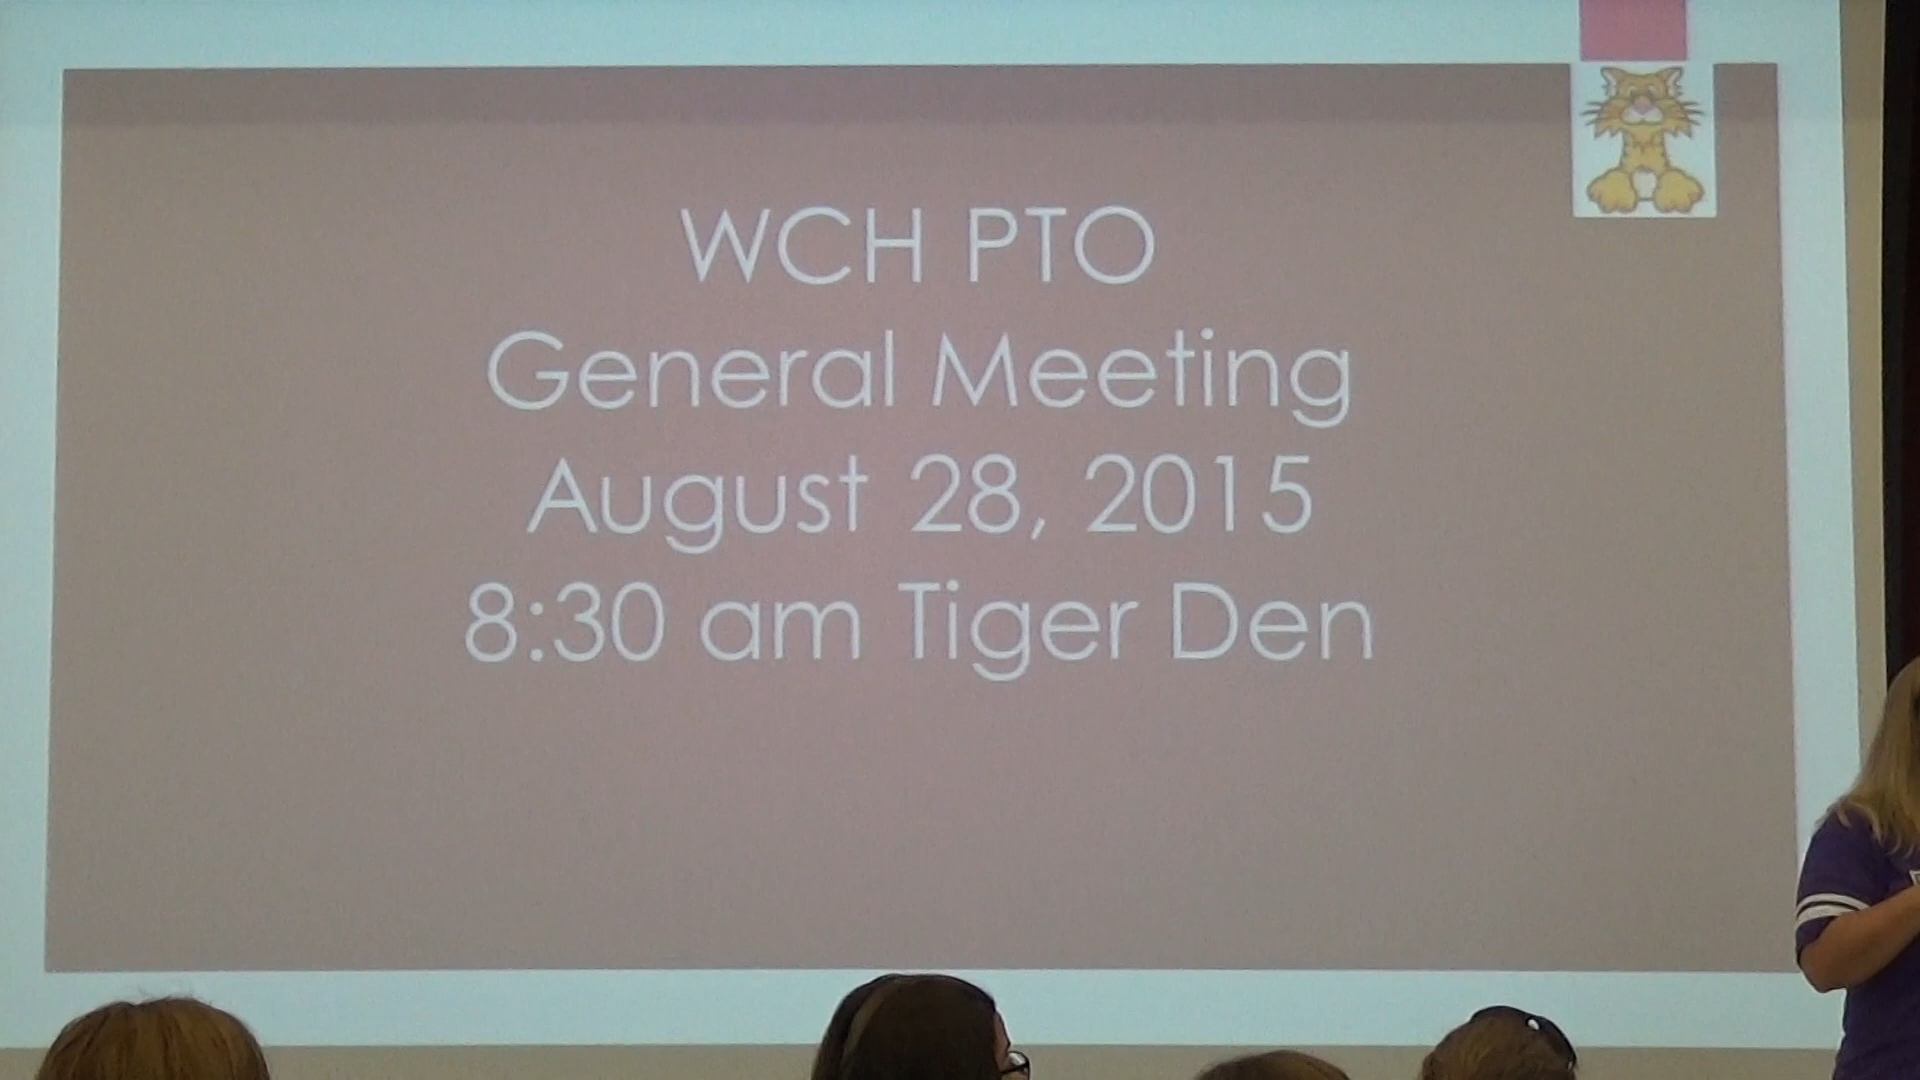 WCH PTO
General Meeting
August 28, 2015
8:30 am Tiger Den